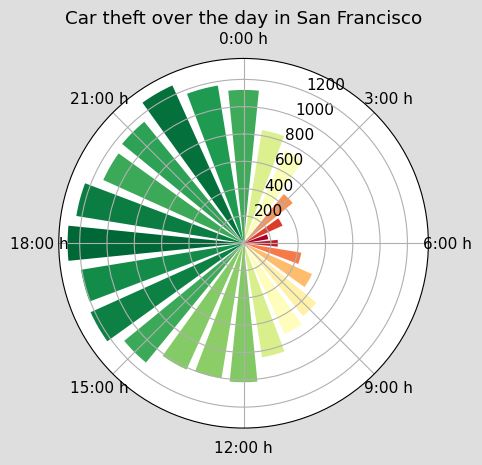 Car theft over the day in San Francisco
0:00 h
21:00 h
3:00 h
1200
1000
800
600
400
200
18:00 h
6:00 h
15:00 h
9:00 h
12:00 h